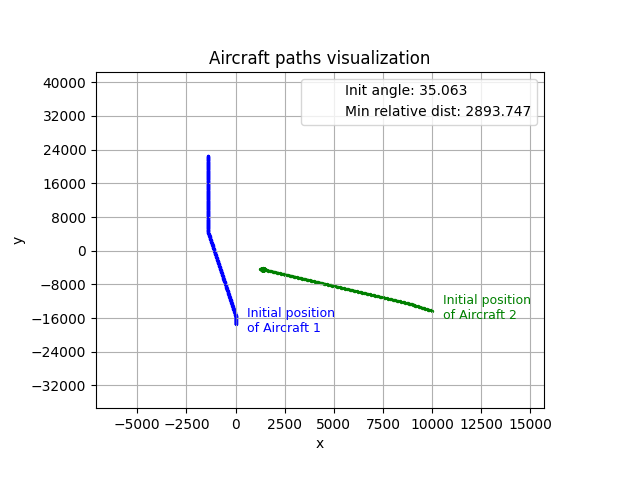 Aircraft paths visualization
Init angle: 35.063
Min relative dist: 2893.747
40000
32000
24000
16000
8000
0
−8000
−16000
−24000
−32000
y
Initial position
of Aircraft 1
Initial position
of Aircraft 2
−5000 −2500 0 2500 5000 7500 10000 12500 15000
x